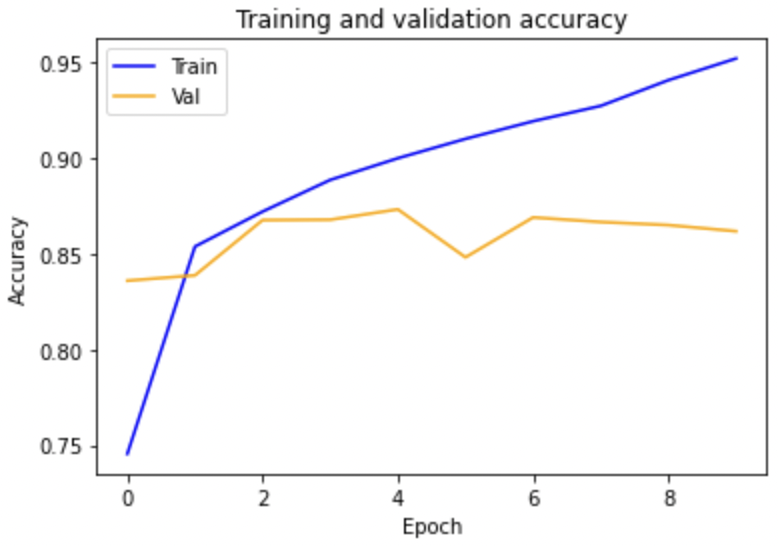 Training and validation accuracy
Train
Val
0.95
0.90
0.85
0.80
0.75
Accuracy
0 2 4 6 8
Epoch